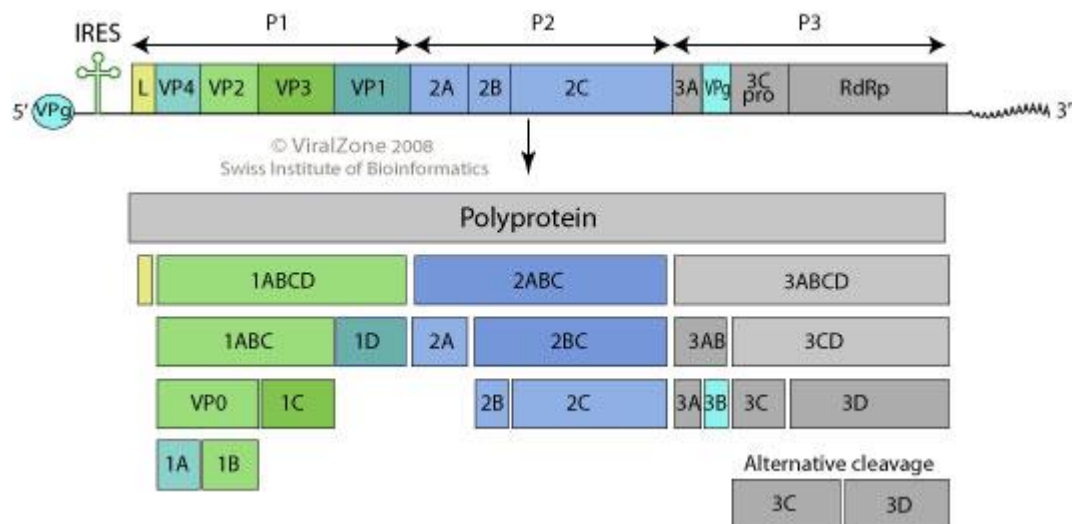 P1 P2 P3
IRES
L VP4 VP2 VP3 VP1 2A 2B 2C 3A VPg 3C pro RdRp
5' VPg 3'
© ViralZone 2008
Swiss Institute of Bioinformatics
Polyprotein
1ABCD 2ABC 3ABCD
1ABC 1D 2A 2BC 3AB 3CD
VP0 1C 2B 2C 3A 3B 3C 3D
1A 1B
Alternative cleavage
3C 3D